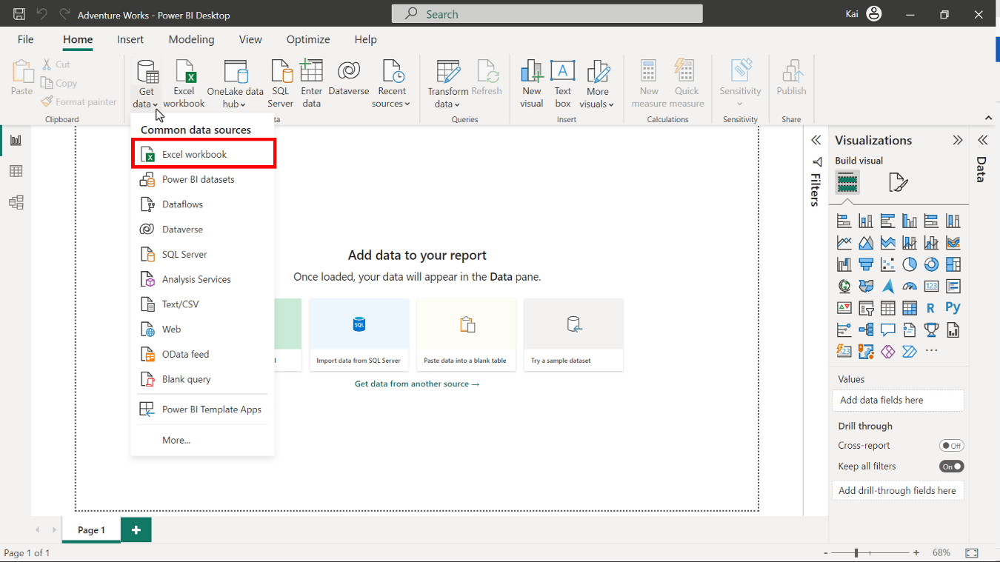 Adventure Works - Power BI Desktop
Search
Kai
File Home Insert Modeling View Optimize Help
Paste
Cut
Copy
Format painter
Clipboard
Get data
Excel workbook
OneLake data hub
SQL Server
Enter data
Dataverse
Recent sources
ta
Transform data
Refresh
Queries
New visual
Text box
More visuals
Insert
New measure
Quick measure
Calculations
Sensitivity
Sensitivity
Publish
Share
Common data sources
Excel workbook
Power BI datasets
Dataflows
Dataverse
SQL Server
Analysis Services
Text/CSV
Web
OData feed
Blank query
Power BI Template Apps
More...
Add data to your report
Once loaded, your data will appear in the Data pane.
SQL
l
Import data from SQL Server
Paste data into a blank table
Try a sample dataset
Get data from another source →
Filters
Visualizations
Build visual
123
R
Py
123
...
Values
Add data fields here
Drill through
Cross-report
Off
Keep all filters
On
Add drill-through fields here
Data
Page 1
+
Page 1 of 1
- + 68%